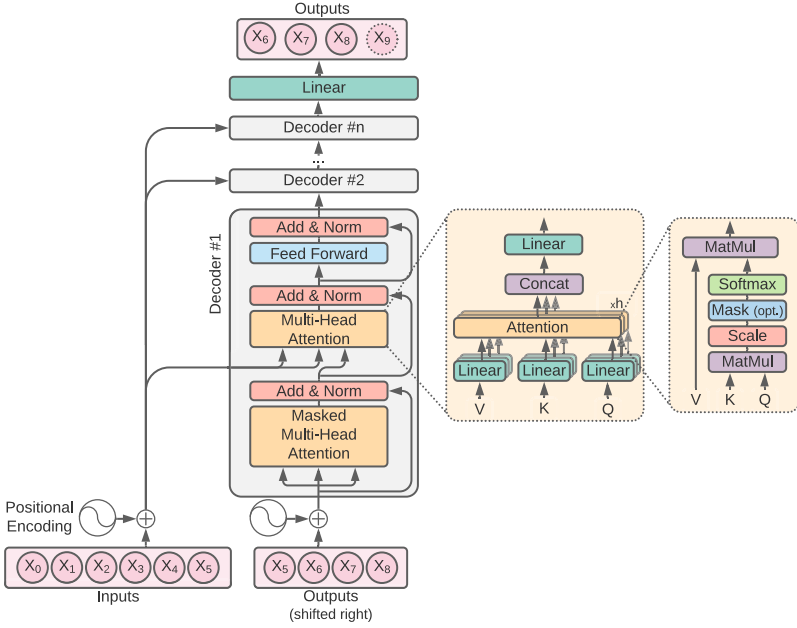 Outputs
X6 X7 X8 X9
Linear
Decoder #n
...
Decoder #2
Decoder #1
Add & Norm
Feed Forward
Add & Norm
Multi-Head
Attention
Add & Norm
Masked
Multi-Head
Attention
Positional
Encoding
X0 X1 X2 X3 X4 X5
Inputs
X5 X6 X7 X8
Outputs
(shifted right)
Linear
Concat
xh
Attention
Linear Linear Linear
V K Q
MatMul
Softmax
Mask (opt.)
Scale
MatMul
V K Q